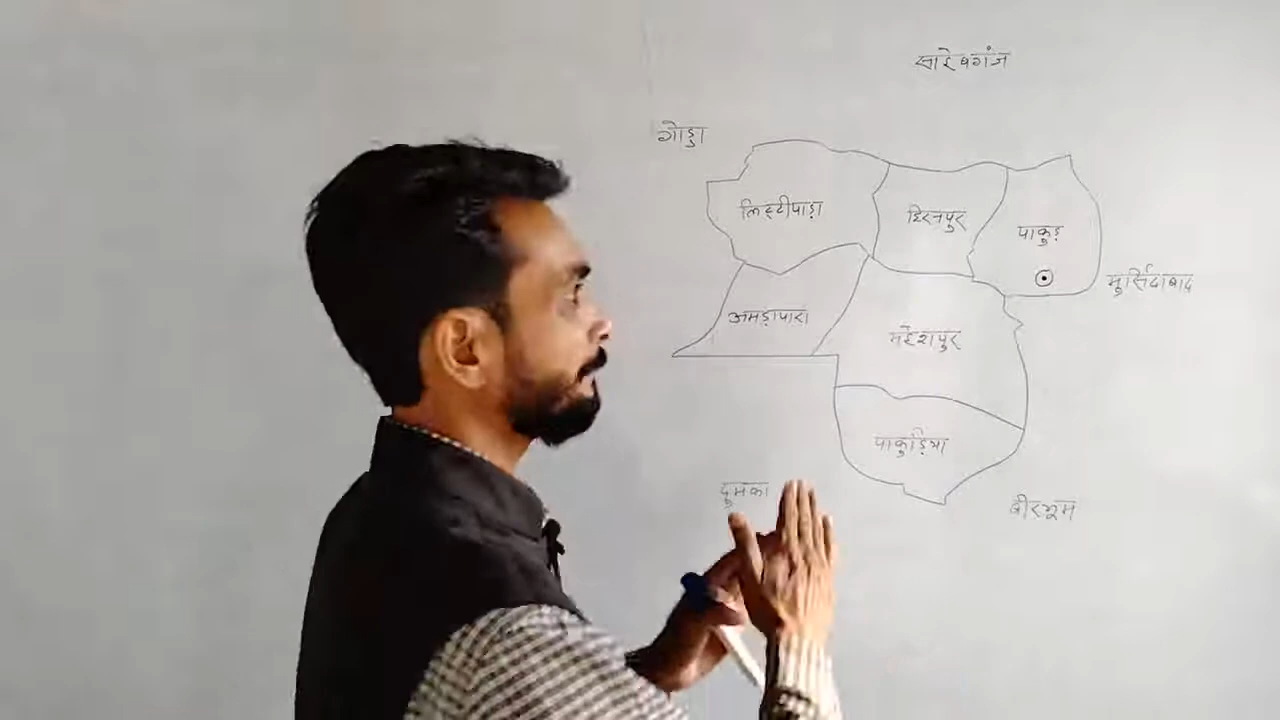 साहेबगंज
गोड्डा
लिट्टीपाड़ा
हिरनपुर
पाकुड़
मुर्सिदाबाद
अमड़ापारा
महेशपुर
पाकुड़िया
दुमका
बीरभूम